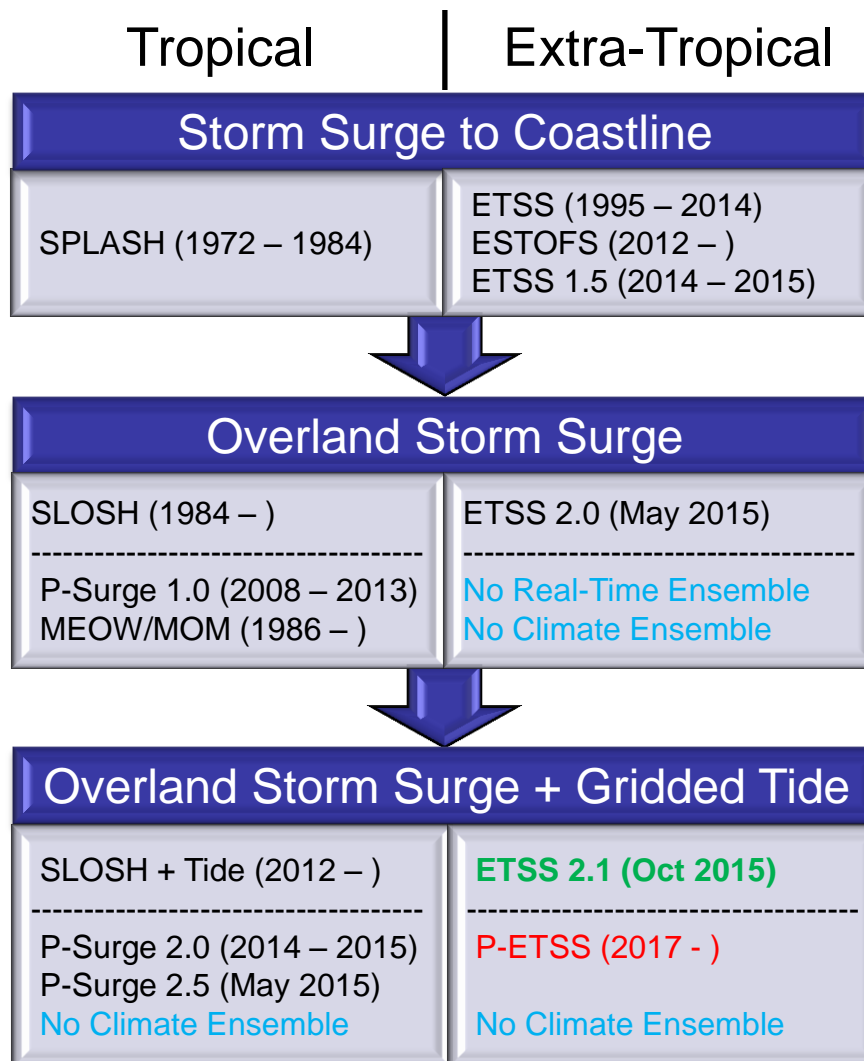 Tropical | Extra-Tropical
Storm Surge to Coastline
SPLASH (1972 – 1984)
ETSS (1995 – 2014)
ESTOFS (2012 – )
ETSS 1.5 (2014 – 2015)
Overland Storm Surge
SLOSH (1984 – )
-------------------------------------
P-Surge 1.0 (2008 – 2013)
MEOW/MOM (1986 – )
ETSS 2.0 (May 2015)
-------------------------------------
No Real-Time Ensemble
No Climate Ensemble
Overland Storm Surge + Gridded Tide
SLOSH + Tide (2012 – )
-------------------------------------
P-Surge 2.0 (2014 – 2015)
P-Surge 2.5 (May 2015)
No Climate Ensemble
ETSS 2.1 (Oct 2015)
-------------------------------------
P-ETSS (2017 - )
No Climate Ensemble